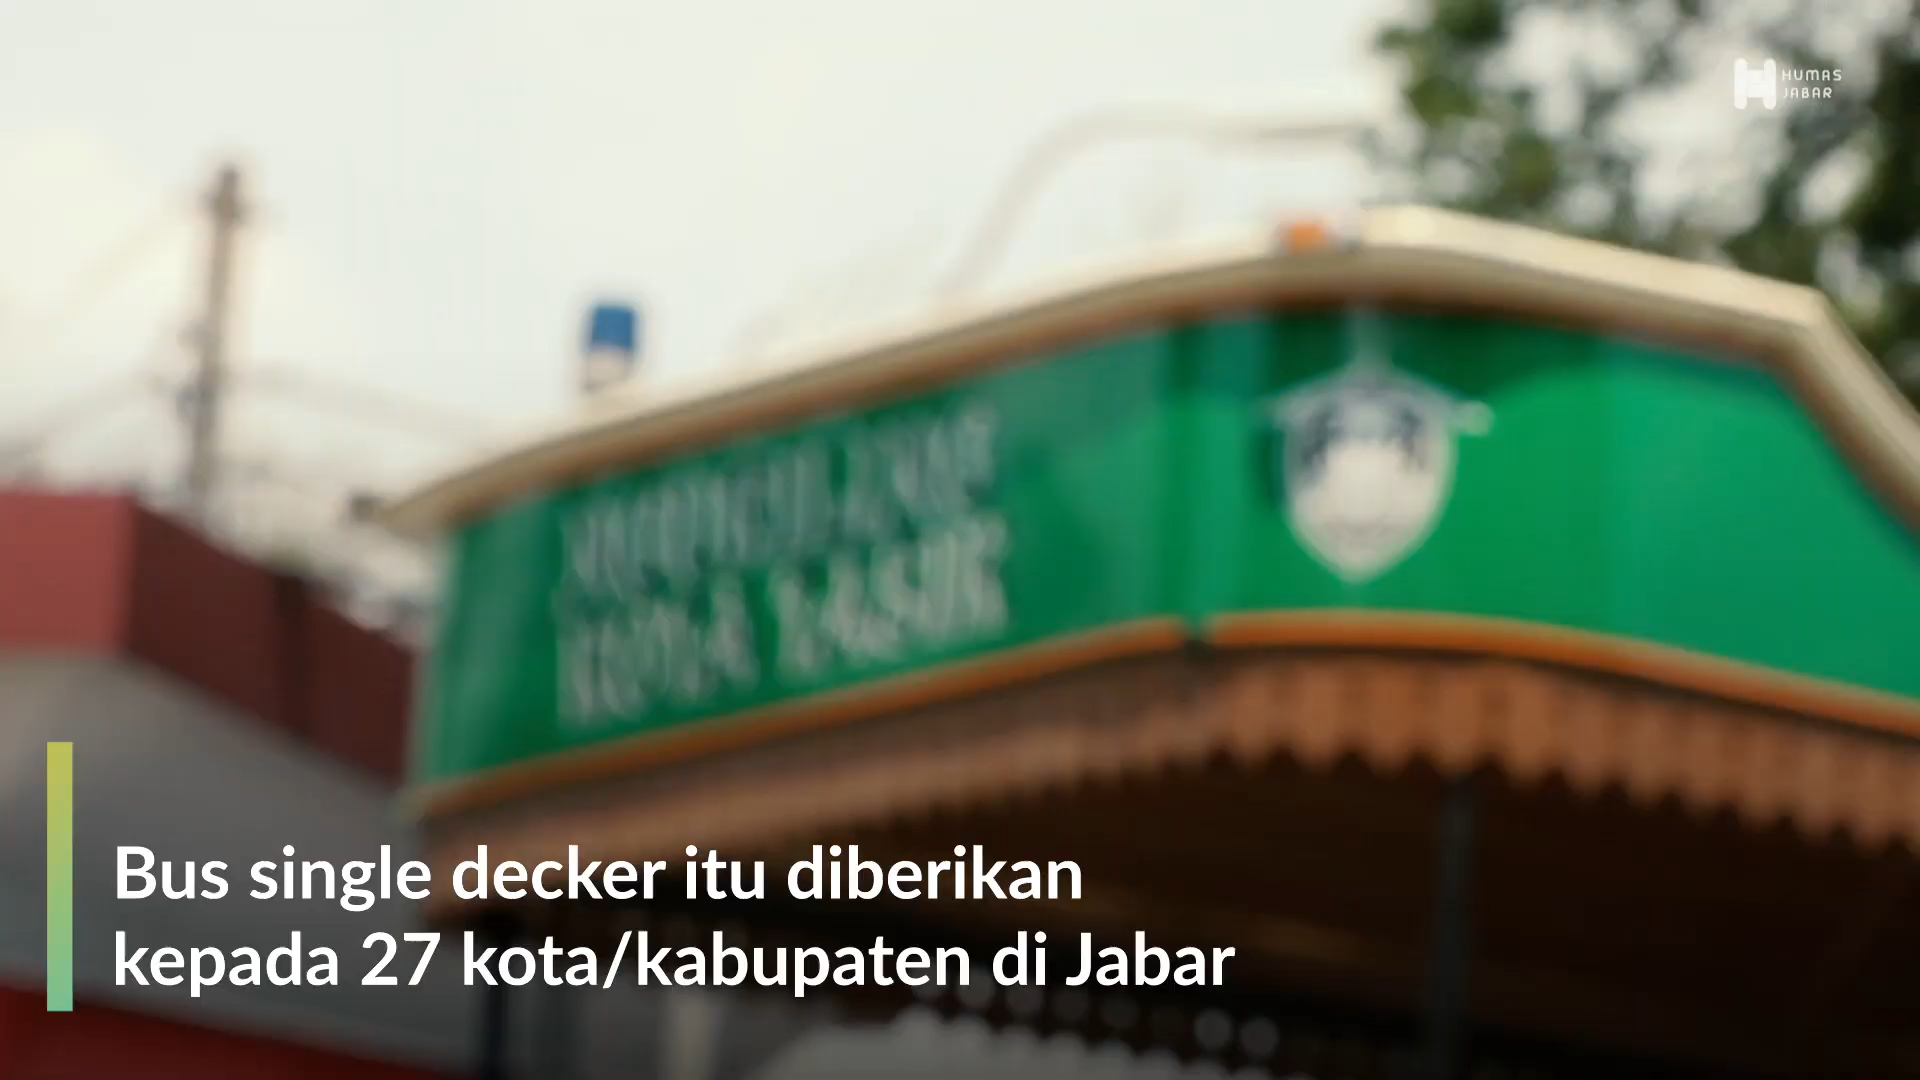 HUMAS
JABAR
Bus single decker itu diberikan
kepada 27 kota/kabupaten di Jabar